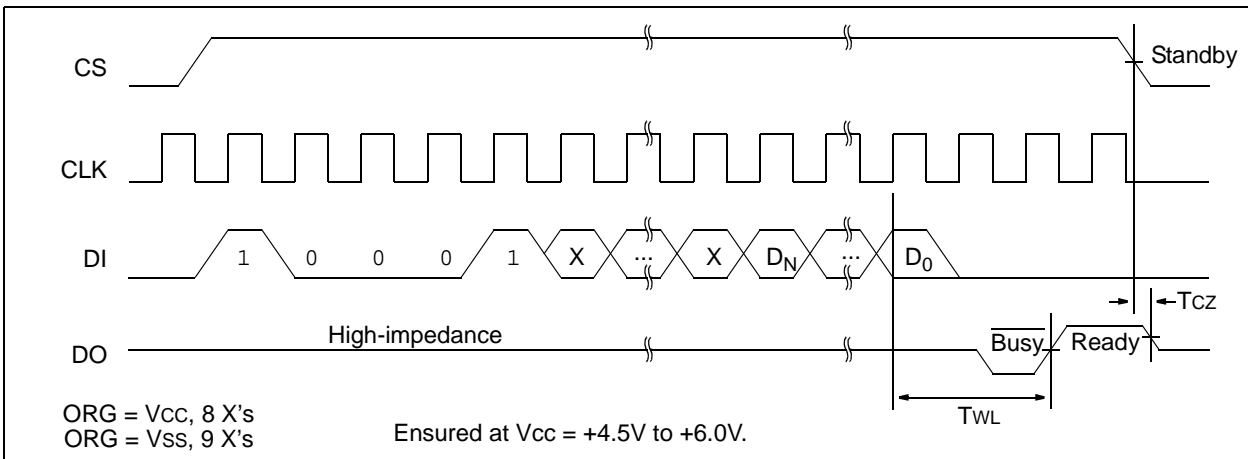 CS
Standby
CLK
DI 1 0 0 0 1 X ... X DN ... D0
TCZ
High-impedance
DO
Busy
Ready
TWL
ORG = VCC, 8 X's
ORG = VSS, 9 X's
Ensured at Vcc = +4.5V to +6.0V.